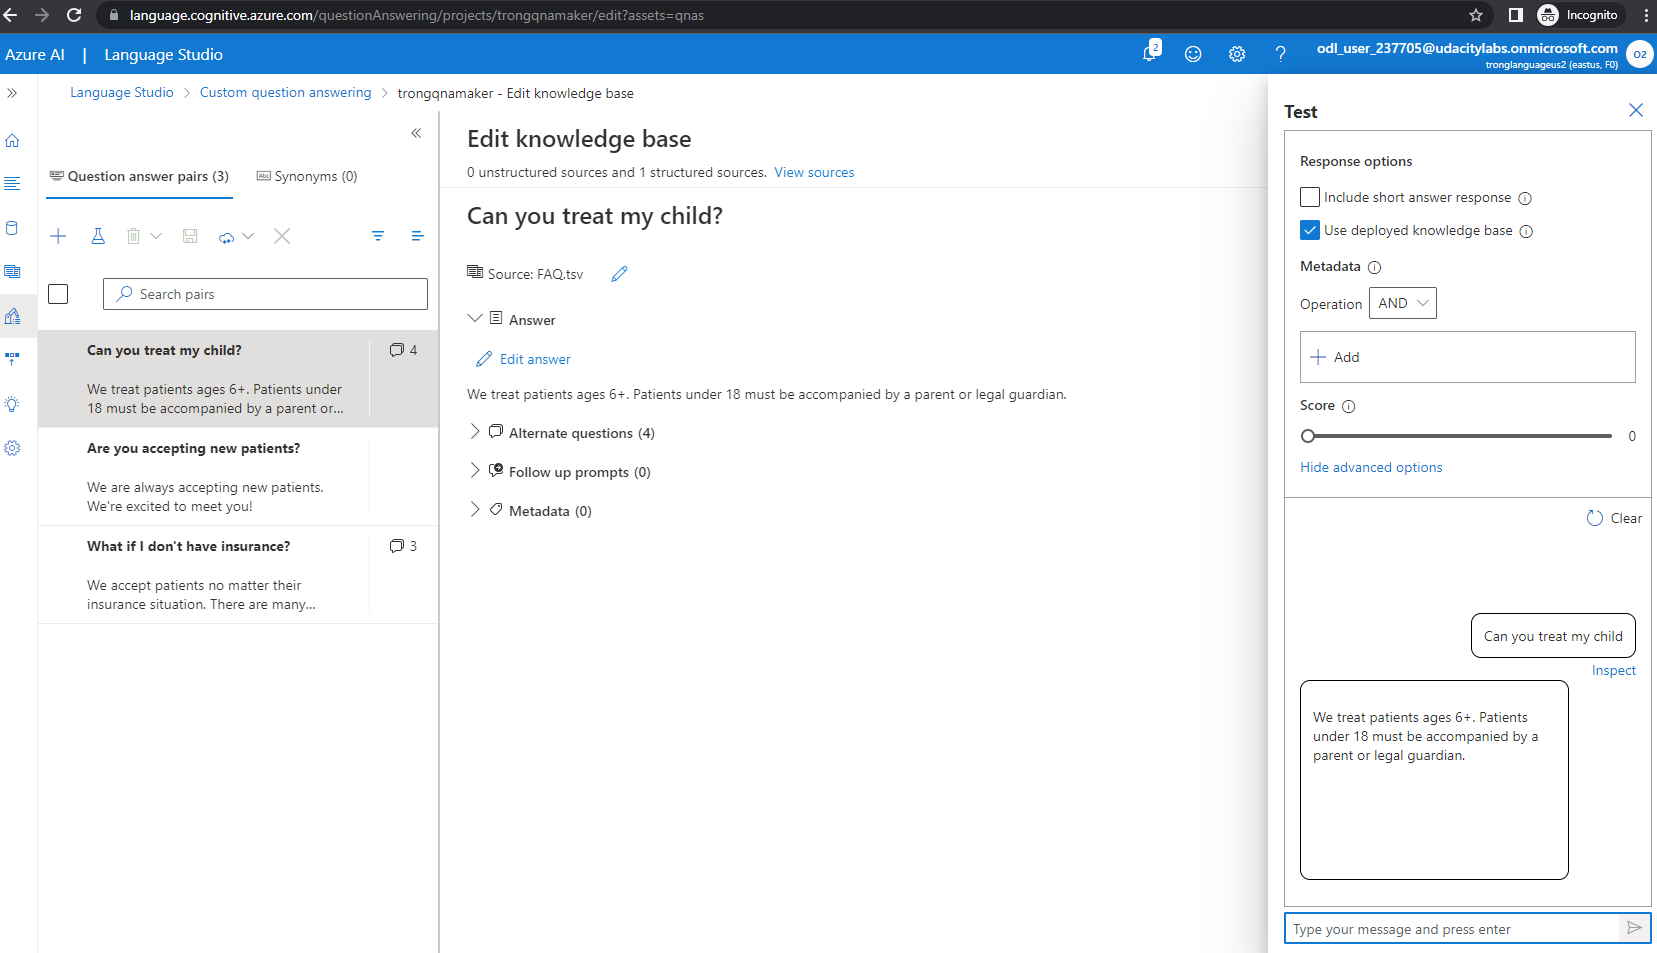 language.cognitive.azure.com/questionAnswering/projects/trongqnamaker/edit?assets=qnas
Incognito
Azure AI | Language Studio
2
odl_user_237705@udacitylabs.onmicrosoft.com
tronglanguageus2 (eastus, F0)
O2
Language Studio > Custom question answering > trongqnamaker - Edit knowledge base
Question answer pairs (3)
Abc Synonyms (0)
Search pairs
Can you treat my child?
4
We treat patients ages 6+. Patients under
18 must be accompanied by a parent or...
Are you accepting new patients?
We are always accepting new patients.
We're excited to meet you!
What if I don't have insurance?
3
We accept patients no matter their
insurance situation. There are many...
Edit knowledge base
0 unstructured sources and 1 structured sources. View sources
Can you treat my child?
Source: FAQ.tsv
Answer
Edit answer
We treat patients ages 6+. Patients under 18 must be accompanied by a parent or legal guardian.
Alternate questions (4)
Follow up prompts (0)
Metadata (0)
Test
Response options
Include short answer response
Use deployed knowledge base
Metadata
Operation AND
Add
Score
0
Hide advanced options
Clear
Can you treat my child
Inspect
We treat patients ages 6+. Patients
under 18 must be accompanied by a
parent or legal guardian.
Type your message and press enter